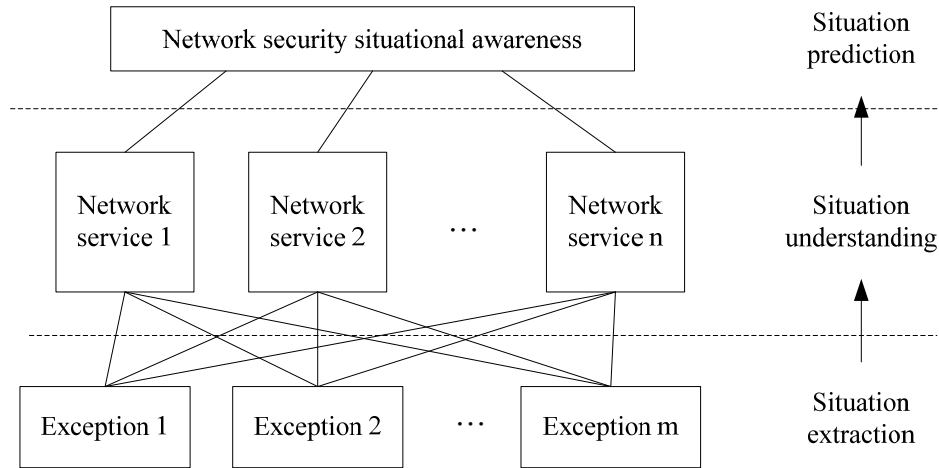 Network security situational awareness
Situation
prediction
Network
service 1
Network
service 2
...
Network
service n
Situation
understanding
Exception 1
Exception 2
...
Exception m
Situation
extraction